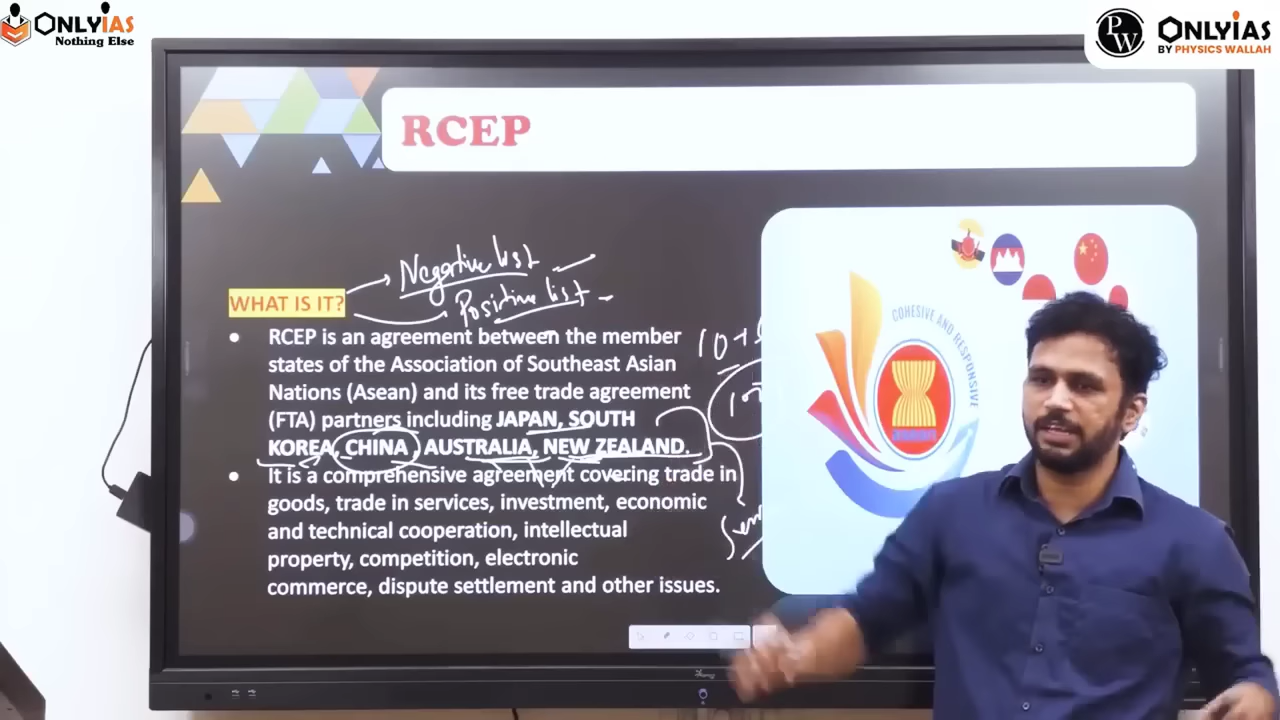 ONLYIAS
Nothing Else
PW
ONLYIAS
BY PHYSICS WALLAH
RCEP
Negative list
Positive list
WHAT IS IT?
RCEP is an agreement between the member
states of the Association of Southeast Asian
Nations (Asean) and its free trade agreement
(FTA) partners including JAPAN, SOUTH
KOREA, CHINA, AUSTRALIA, NEW ZEALAND.
It is a comprehensive agreement covering trade in
goods, trade in services, investment, economic
and technical cooperation, intellectual
property, competition, electronic
commerce, dispute settlement and other issues.
COHESIVE AND RESPONSIVE